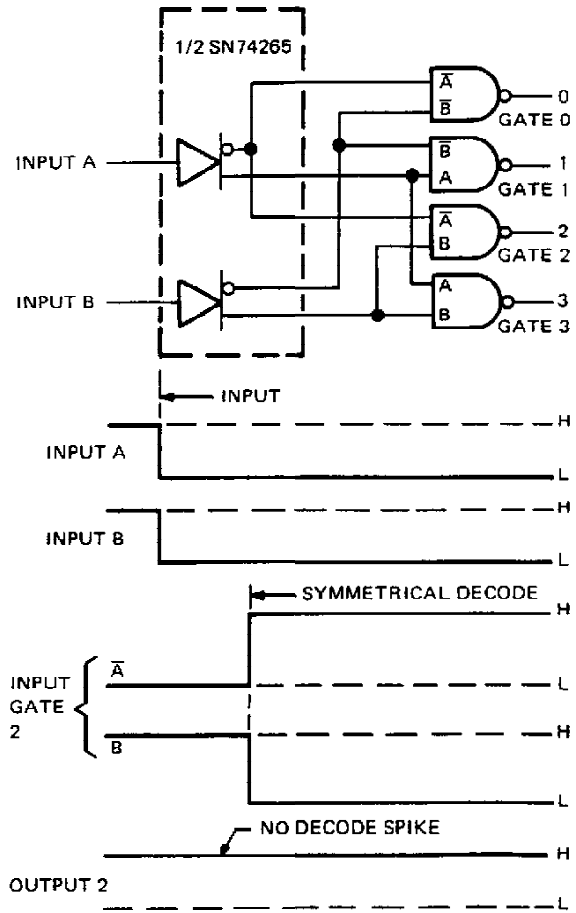 1/2 SN74265
A̅
B̅
0
GATE 0
INPUT A
B̅
A
1
GATE 1
A̅
B
2
GATE 2
INPUT B
A
B
3
GATE 3
INPUT
H
INPUT A
L
H
INPUT B
L
SYMMETRICAL DECODE
H
A̅
L
INPUT
GATE
2
H
B
L
NO DECODE SPIKE
H
OUTPUT 2
L